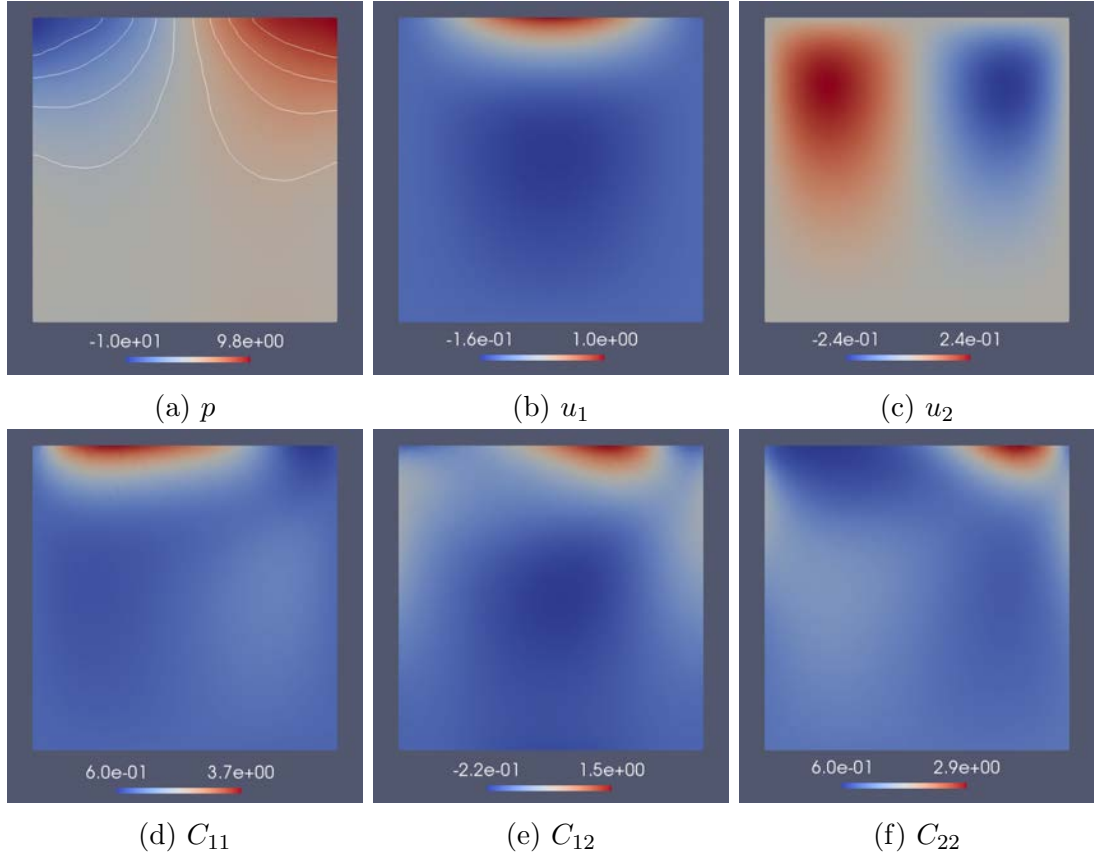 -1.0e+01 9.8e+00
-1.6e-01 1.0e+00
-2.4e-01 2.4e-01
(a) p
(b) u₁
(c) u₂
6.0e-01 3.7e+00
-2.2e-01 1.5e+00
6.0e-01 2.9e+00
(d) C₁₁
(e) C₁₂
(f) C₂₂